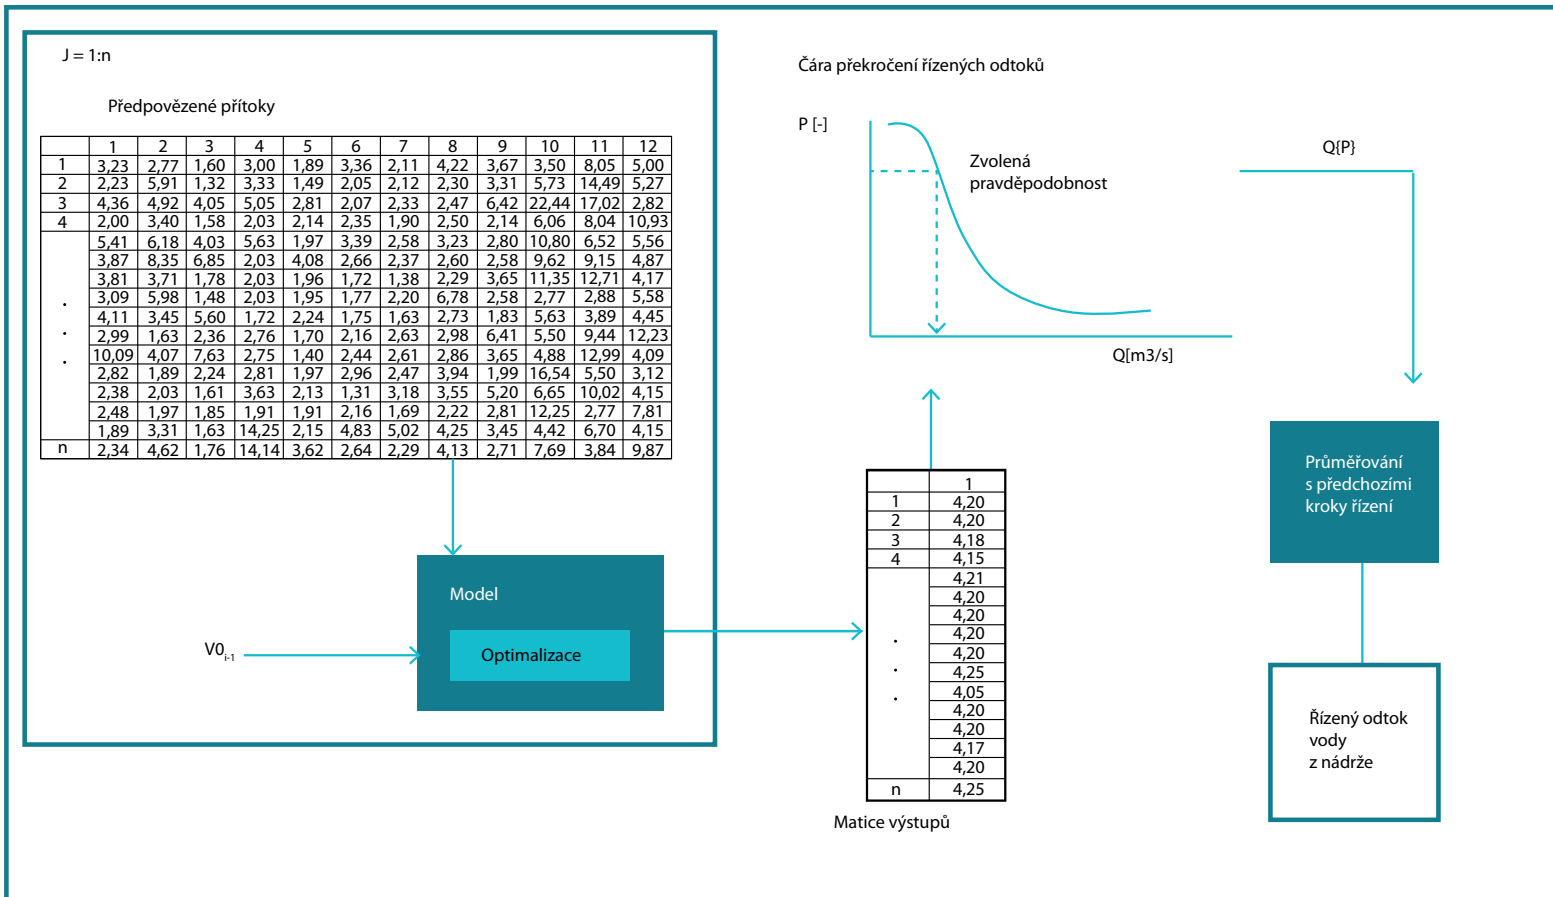 J = 1:n
Předpovězené přítoky
1 2 3 4 5 6 7 8 9 10 11 12
1 3,23 2,77 1,60 3,00 1,89 3,36 2,11 4,22 3,67 3,50 8,05 5,00
2 2,23 5,91 1,32 3,33 1,49 2,05 2,12 2,30 3,31 5,73 14,49 5,27
3 4,36 4,92 4,05 5,05 2,81 2,07 2,33 2,47 6,42 22,44 17,02 2,82
4 2,00 3,40 1,58 2,03 2,14 2,35 1,90 2,50 2,14 6,06 8,04 10,93
5,41 6,18 4,03 5,63 1,97 3,39 2,58 3,23 2,80 10,80 6,52 5,56
3,87 8,35 6,85 2,03 4,08 2,66 2,37 2,60 2,58 9,62 9,15 4,87
3,81 3,71 1,78 2,03 1,96 1,72 1,38 2,29 3,65 11,35 12,71 4,17
. 3,09 5,98 1,48 2,03 1,95 1,77 2,20 6,78 2,58 2,77 2,88 5,58
4,11 3,45 5,60 1,72 2,24 1,75 1,63 2,73 1,83 5,63 3,89 4,45
. 2,99 1,63 2,36 2,76 1,70 2,16 2,63 2,98 6,41 5,50 9,44 12,23
. 10,09 4,07 7,63 2,75 1,40 2,44 2,61 2,86 3,65 4,88 12,99 4,09
2,82 1,89 2,24 2,81 1,97 2,96 2,47 3,94 1,99 16,54 5,50 3,12
2,38 2,03 1,61 3,63 2,13 1,31 3,18 3,55 5,20 6,65 10,02 4,15
2,48 1,97 1,85 1,91 1,91 2,16 1,69 2,22 2,81 12,25 2,77 7,81
1,89 3,31 1,63 14,25 2,15 4,83 5,02 4,25 3,45 4,42 6,70 4,15
n 2,34 4,62 1,76 14,14 3,62 2,64 2,29 4,13 2,71 7,69 3,84 9,87
Model
Optimalizace
V0i-1
Čára překročení řízených odtoků
P [-]
Zvolená
pravděpodobnost
Q[m3/s]
Q{P}
1
1 4,20
2 4,20
3 4,18
4 4,15
4,21
4,20
4,20
. 4,20
4,20
. 4,25
. 4,05
4,20
4,20
4,17
4,20
n 4,25
Matice výstupů
Průměřování
s předchozími
kroky řízení
Řízený odtok
vody
z nádrže